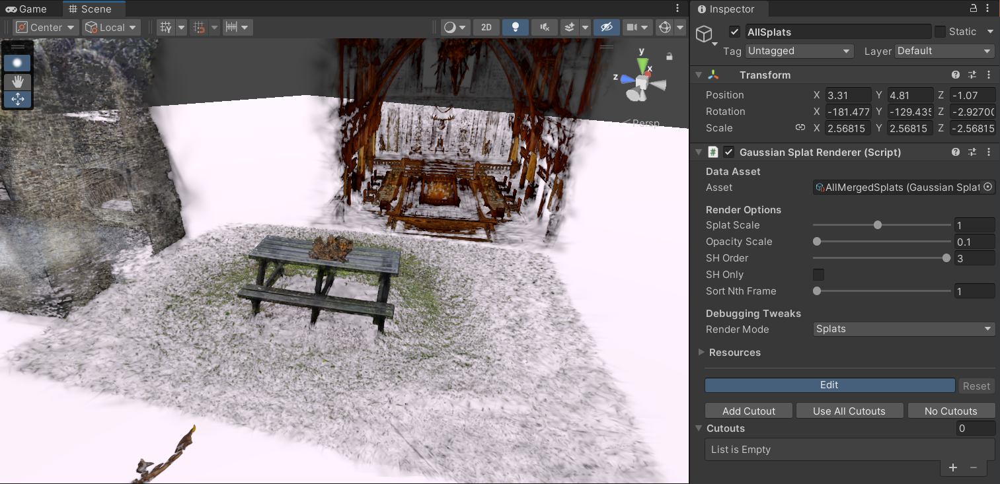 Game
Scene
Center
Local
2D
y
x
z
Persp
Inspector
AllSplats
Static
Tag
Untagged
Layer
Default
Transform
Position X 3.31 Y 4.81 Z -1.07
Rotation X -181.477 Y -129.435 Z -2.92700
Scale X 2.56815 Y 2.56815 Z -2.56815
# Gaussian Splat Renderer (Script)
Data Asset
Asset AllMergedSplats (Gaussian Splat
Render Options
Splat Scale 1
Opacity Scale 0.1
SH Order 3
SH Only
Sort Nth Frame 1
Debugging Tweaks
Render Mode Splats
Resources
Edit
Reset
Add Cutout
Use All Cutouts
No Cutouts
Cutouts 0
List is Empty